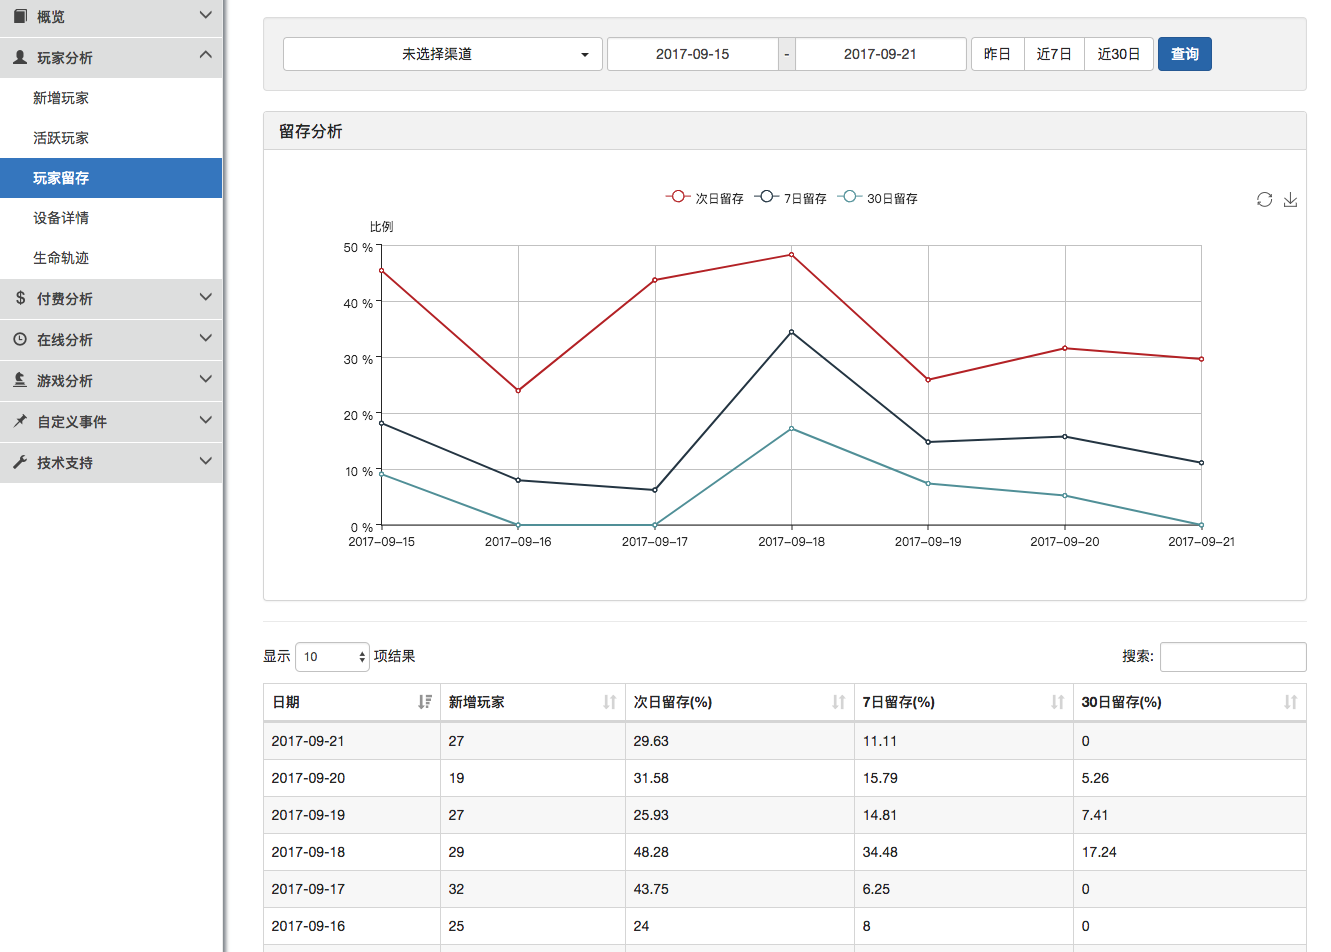 概览
玩家分析
新增玩家
活跃玩家
玩家留存
设备详情
生命轨迹
$ 付费分析
在线分析
游戏分析
自定义事件
技术支持
未选择渠道 2017-09-15 - 2017-09-21 昨日 近7日 近30日 查询
留存分析
次日留存 7日留存 30日留存
比例
50 %
40 %
30 %
20 %
10 %
0 %
2017-09-15 2017-09-16 2017-09-17 2017-09-18 2017-09-19 2017-09-20 2017-09-21
显示 10 项结果 搜索:
日期 新增玩家 次日留存(%) 7日留存(%) 30日留存(%)
2017-09-21 27 29.63 11.11 0
2017-09-20 19 31.58 15.79 5.26
2017-09-19 27 25.93 14.81 7.41
2017-09-18 29 48.28 34.48 17.24
2017-09-17 32 43.75 6.25 0
2017-09-16 25 24 8 0